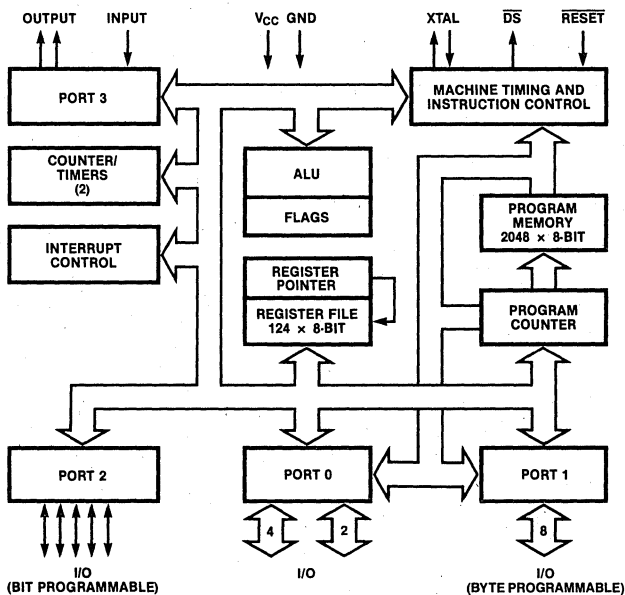 OUTPUT INPUT VCC GND XTAL DS RESET
PORT 3
MACHINE TIMING AND
INSTRUCTION CONTROL
COUNTER/
TIMERS
(2)
ALU
FLAGS
PROGRAM
MEMORY
2048 × 8-BIT
INTERRUPT
CONTROL
REGISTER
POINTER
REGISTER FILE
124 × 8-BIT
PROGRAM
COUNTER
PORT 2
PORT 0
PORT 1
4
2
8
I/O
(BIT PROGRAMMABLE)
I/O
I/O
(BYTE PROGRAMMABLE)